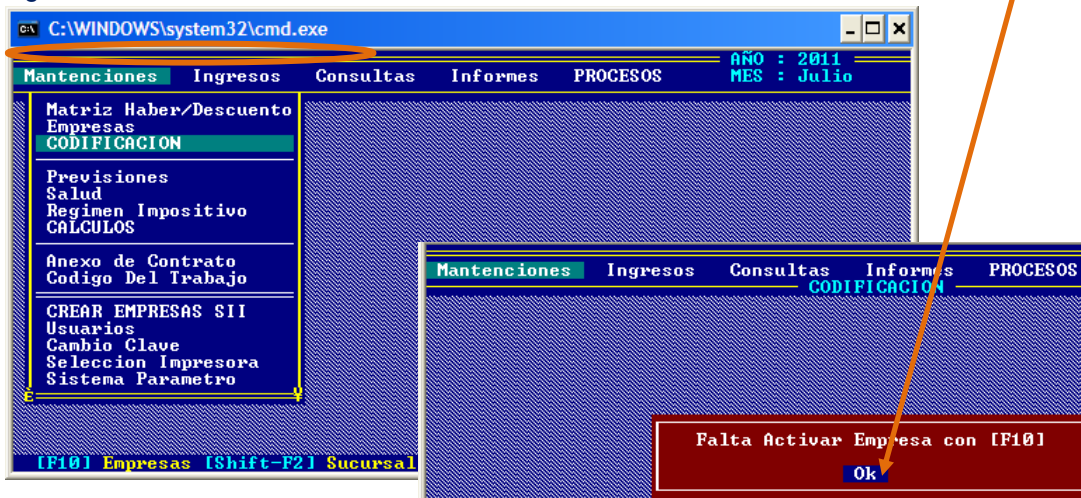 C:\WINDOWS\system32\cmd.exe
AÑO : 2011
Mantenciones Ingresos Consultas Informes PROCESOS MES : Julio
Matriz Haber/Descuento
Empresas
CODIFICACION
Previsiones
Salud
Regimen Impositivo
CALCULOS
Anexo de Contrato
Codigo Del Trabajo
CREAR EMPRESAS SII
Usuarios
Cambio Clave
Seleccion Impresora
Sistema Parametro
[F10] Empresas [Shift-F2] Sucursal
Mantenciones Ingresos Consultas Informes PROCESOS
CODIFICACION
Falta Activar Empresa con [F10]
Ok